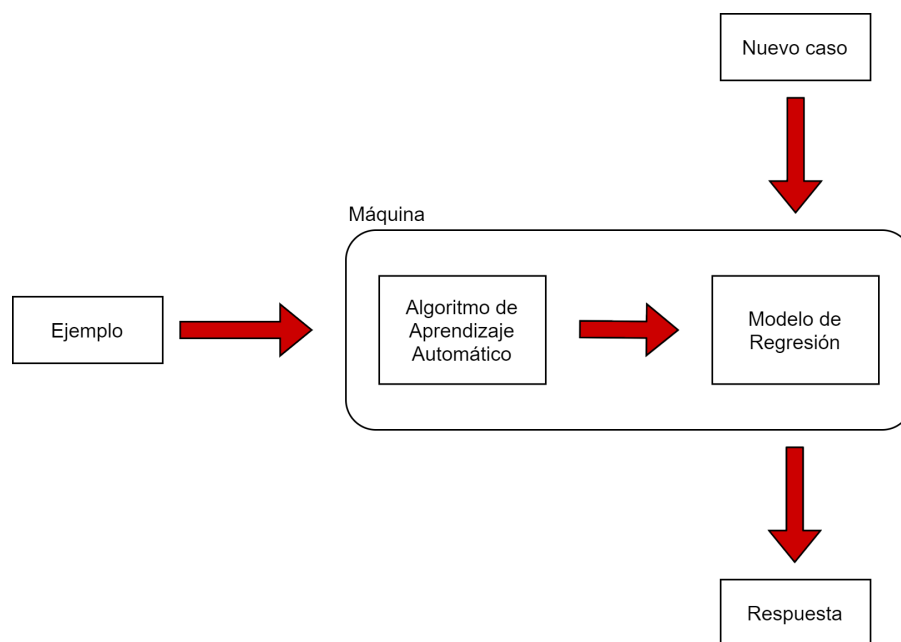 Nuevo caso
Máquina
Ejemplo
Algoritmo de
Aprendizaje
Automático
Modelo de
Regresión
Respuesta